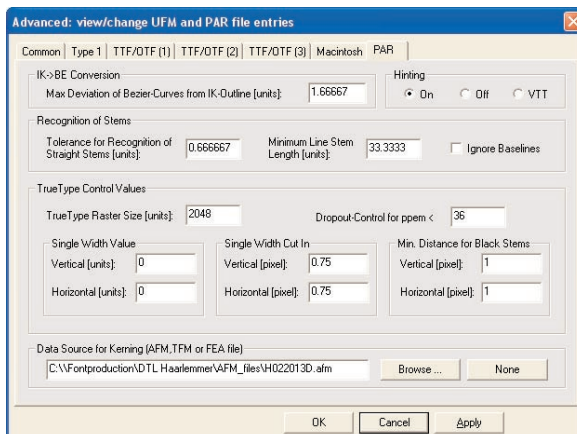 Advanced: view/change UFM and PAR file entries
Common Type 1 TTF/OTF (1) TTF/OTF (2) TTF/OTF (3) Macintosh PAR
IK->BE Conversion
Max Deviation of Bezier-Curves from IK-Outline [units]: 1.66667
Hinting
On Off VTT
Recognition of Stems
Tolerance for Recognition of
Straight Stems [units]: 0.666667
Minimum Line Stem
Length [units]: 33.3333
Ignore Baselines
TrueType Control Values
TrueType Raster Size [units]: 2048
Dropout-Control for ppem < 36
Single Width Value
Vertical [units]: 0
Horizontal [units]: 0
Single Width Cut In
Vertical [pixel]: 0.75
Horizontal [pixel]: 0.75
Min. Distance for Black Stems
Vertical [pixel]: 1
Horizontal [pixel]: 1
Data Source for Kerning (AFM,TFM or FEA file)
C:\\Fontproduction\DTL Haarlemmer\AFM_files\H022013D.afm
Browse ... None
OK Cancel Apply